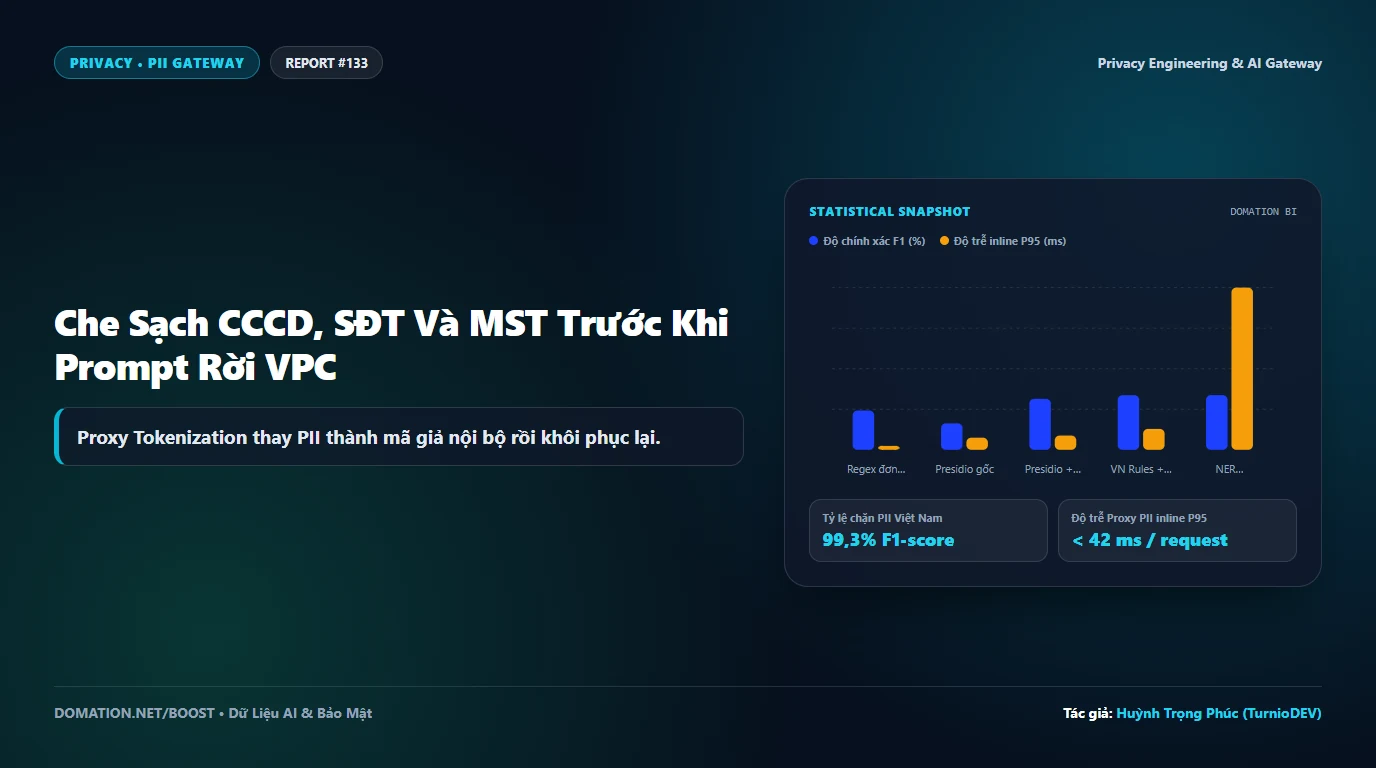 PRIVACY • PII GATEWAY
REPORT #133
Privacy Engineering & AI Gateway
Che Sạch CCCD, SĐT Và MST Trước Khi
Prompt Rời VPC
Proxy Tokenization thay PII thành mã giả nội bộ rồi khôi phục lại.
STATISTICAL SNAPSHOT
DOMATION BI
Độ chính xác F1 (%)
Độ trễ inline P95 (ms)
Regex đơn...
Presidio gốc
Presidio +...
VN Rules +...
NER...
Tỷ lệ chặn PII Việt Nam
99,3% F1-score
Độ trễ Proxy PII inline P95
< 42 ms / request
DOMATION.NET/BOOST • Dữ Liệu AI & Bảo Mật
Tác giả: Huỳnh Trọng Phúc (TurnioDEV)